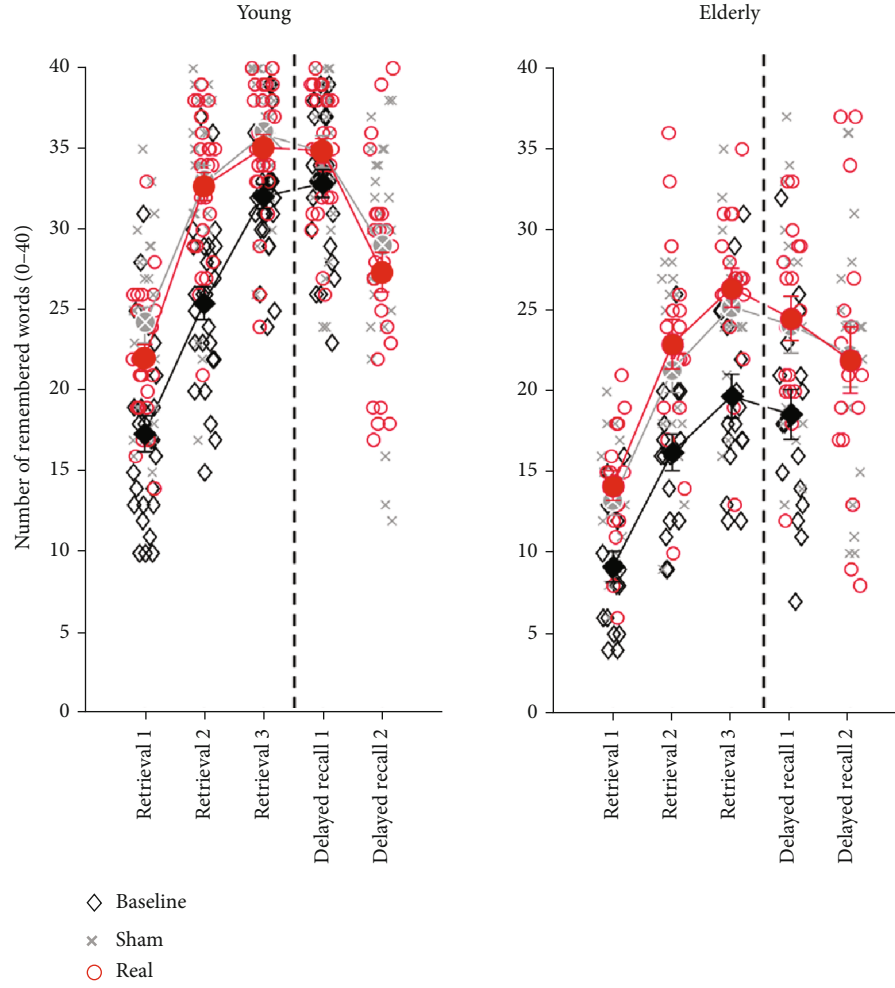 Young
Elderly
Number of remembered words (0–40)
40
35
30
25
20
15
10
5
0
Retrieval 1
Retrieval 2
Retrieval 3
Delayed recall 1
Delayed recall 2
40
35
30
25
20
15
10
5
0
Retrieval 1
Retrieval 2
Retrieval 3
Delayed recall 1
Delayed recall 2
Baseline
Sham
Real